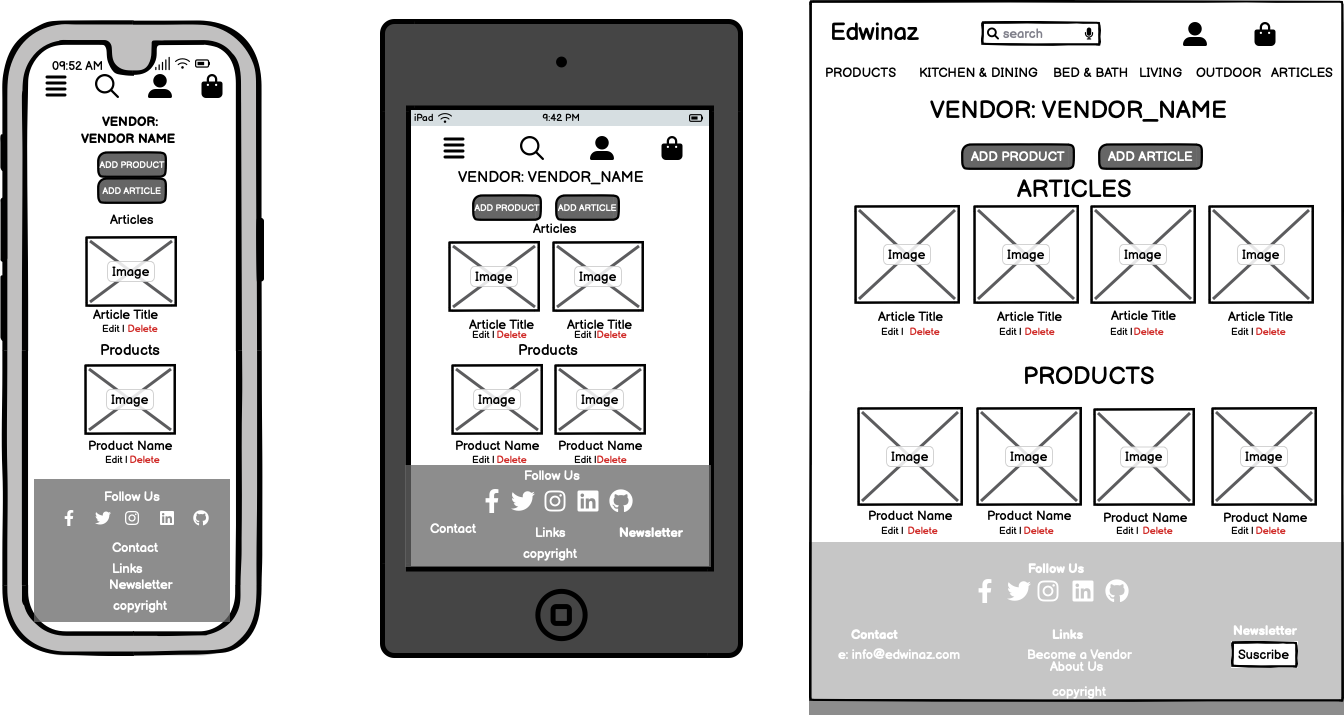 09:52 AM
VENDOR:
VENDOR NAME
ADD PRODUCT
ADD ARTICLE
Articles
Image
Article Title
Edit | Delete
Products
Image
Product Name
Edit | Delete
Follow Us
Contact
Links
Newsletter
copyright
iPad 9:42 PM
VENDOR: VENDOR_NAME
ADD PRODUCT ADD ARTICLE
Articles
Image Image
Article Title Article Title
Edit | Delete Edit |Delete
Products
Image Image
Product Name Product Name
Edit | Delete Edit |Delete
Follow Us
Contact Links Newsletter
copyright
Edwinaz search
PRODUCTS KITCHEN & DINING BED & BATH LIVING OUTDOOR ARTICLES
VENDOR: VENDOR_NAME
ADD PRODUCT ADD ARTICLE
ARTICLES
Image Image Image Image
Article Title Article Title Article Title Article Title
Edit | Delete Edit | Delete Edit |Delete Edit | Delete
PRODUCTS
Image Image Image Image
Product Name Product Name Product Name Product Name
Edit | Delete Edit | Delete Edit | Delete Edit | Delete
Follow Us
Contact Links Newsletter
e: info@edwinaz.com Become a Vendor Suscribe
About Us
copyright